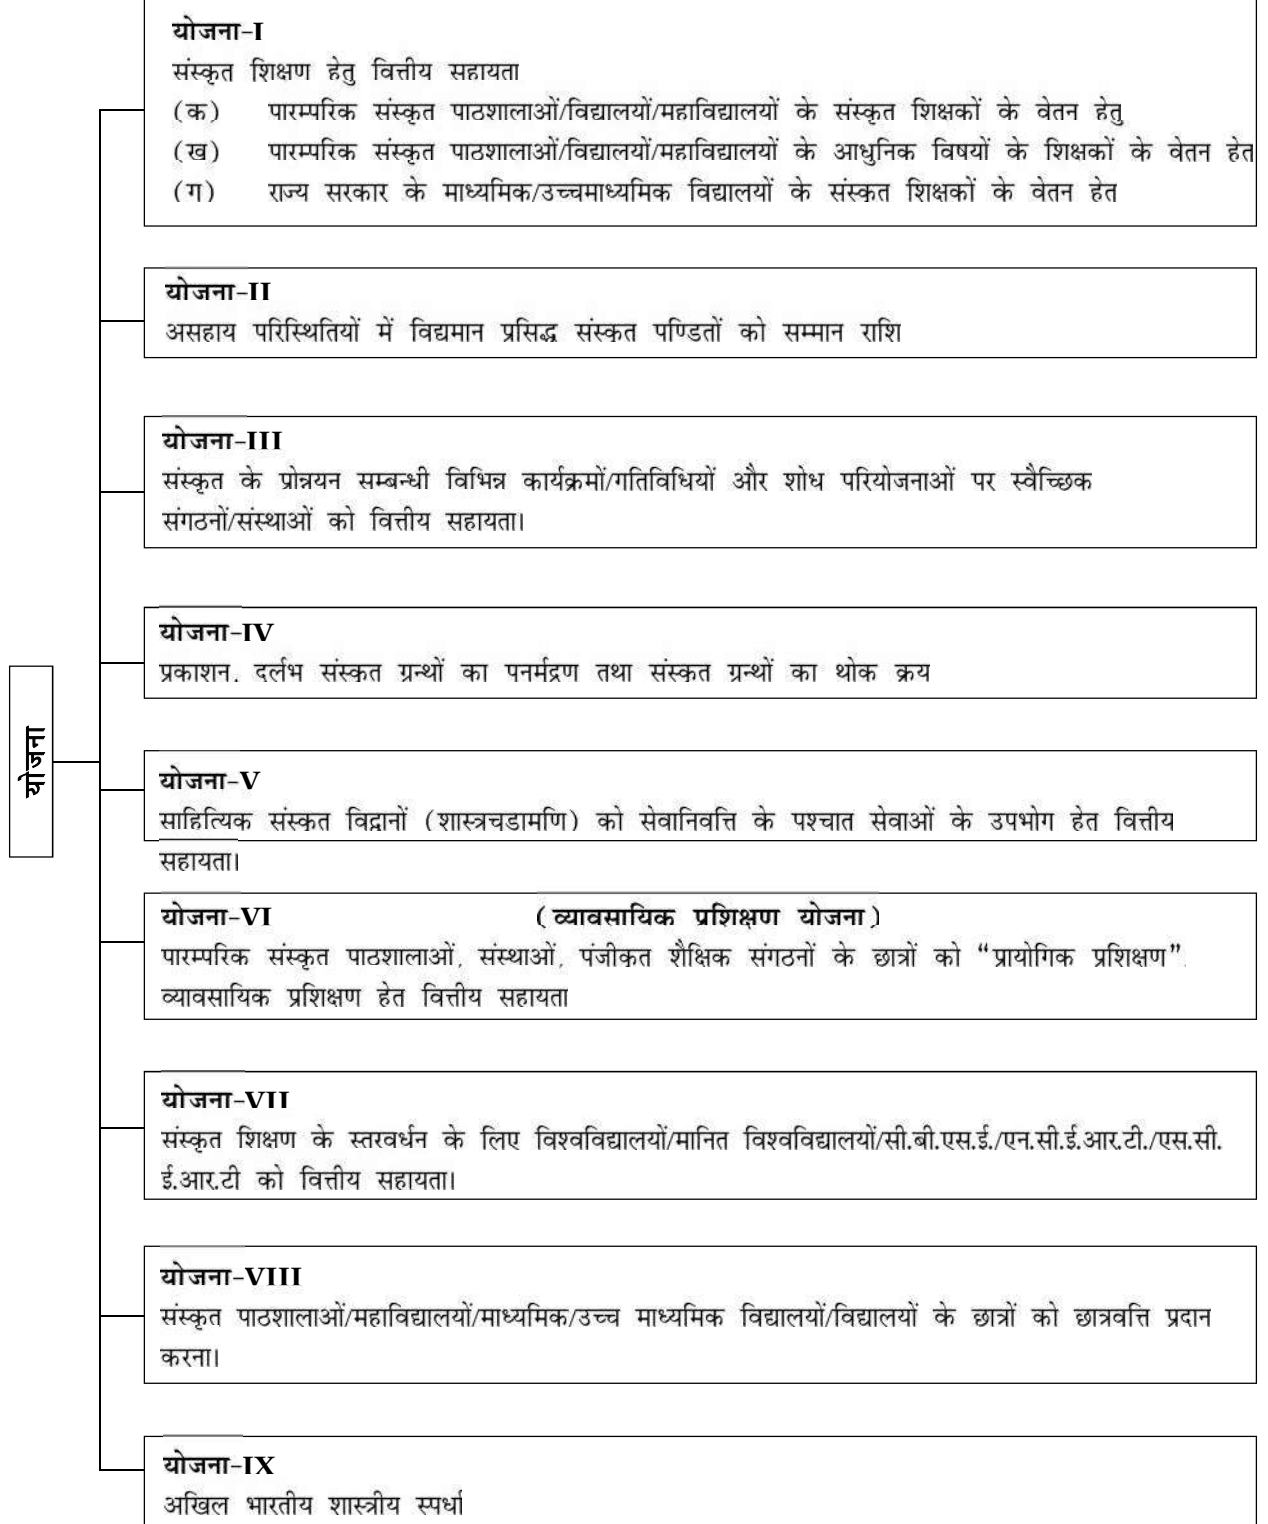 योजना-I
संस्कृत शिक्षण हेतु वित्तीय सहायता
(क) पारम्परिक संस्कृत पाठशालाओं/विद्यालयों/महाविद्यालयों के संस्कृत शिक्षकों के वेतन हेतु
(ख) पारम्परिक संस्कृत पाठशालाओं/विद्यालयों/महाविद्यालयों के आधुनिक विषयों के शिक्षकों के वेतन हेत
(ग) राज्य सरकार के माध्यमिक/उच्चमाध्यमिक विद्यालयों के संस्कत शिक्षकों के वेतन हेत
योजना-II
असहाय परिस्थितियों में विद्यमान प्रसिद्ध संस्कत पण्डितों को सम्मान राशि
योजना-III
संस्कृत के प्रोन्नयन सम्बन्धी विभिन्न कार्यक्रमों/गतिविधियों और शोध परियोजनाओं पर स्वैच्छिक
संगठनों/संस्थाओं को वित्तीय सहायता।
योजना-IV
प्रकाशन. दर्लभ संस्कत ग्रन्थों का पनर्मद्रण तथा संस्कत ग्रन्थों का थोक क्रय
योजना
योजना-V
साहित्यिक संस्कत विद्वानों (शास्त्रचडामणि) को सेवानिवत्ति के पश्चात सेवाओं के उपभोग हेत वित्तीय
सहायता।
योजना-VI (व्यावसायिक प्रशिक्षण योजना)
पारम्परिक संस्कृत पाठशालाओं, संस्थाओं, पंजीकत शैक्षिक संगठनों के छात्रों को “प्रायोगिक प्रशिक्षण”.
व्यावसायिक प्रशिक्षण हेत वित्तीय सहायता
योजना-VII
संस्कृत शिक्षण के स्तरवर्धन के लिए विश्वविद्यालयों/मानित विश्वविद्यालयों/सी.बी.एस.ई./एन.सी.ई.आर.टी./एस.सी.
ई.आर.टी को वित्तीय सहायता।
योजना-VIII
संस्कृत पाठशालाओं/महाविद्यालयों/माध्यमिक/उच्च माध्यमिक विद्यालयों/विद्यालयों के छात्रों को छात्रवत्ति प्रदान
करना।
योजना-IX
अखिल भारतीय शास्त्रीय स्पर्धा